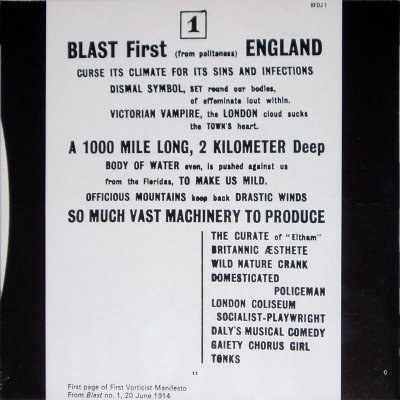 BFDJ 1
1
BLAST First (from politeness) ENGLAND
CURSE ITS CLIMATE FOR ITS SINS AND INFECTIONS
DISMAL SYMBOL, SET round our bodies,
of effeminate lout within.
VICTORIAN VAMPIRE, the LONDON cloud sucks
the TOWN'S heart.
A 1000 MILE LONG, 2 KILOMETER Deep
BODY OF WATER even, is pushed against us
from the Floridas, TO MAKE US MILD.
OFFICIOUS MOUNTAINS keep back DRASTIC WINDS
SO MUCH VAST MACHINERY TO PRODUCE
THE CURATE of "Eltham"
BRITANNIC ÆSTHETE
WILD NATURE CRANK
DOMESTICATED
POLICEMAN
LONDON COLISEUM
SOCIALIST-PLAYWRIGHT
DALY'S MUSICAL COMEDY
GAIETY CHORUS GIRL
TONKS
11
First page of First Vorticist Manifesto
From Blast no. 1, 20 June 1914